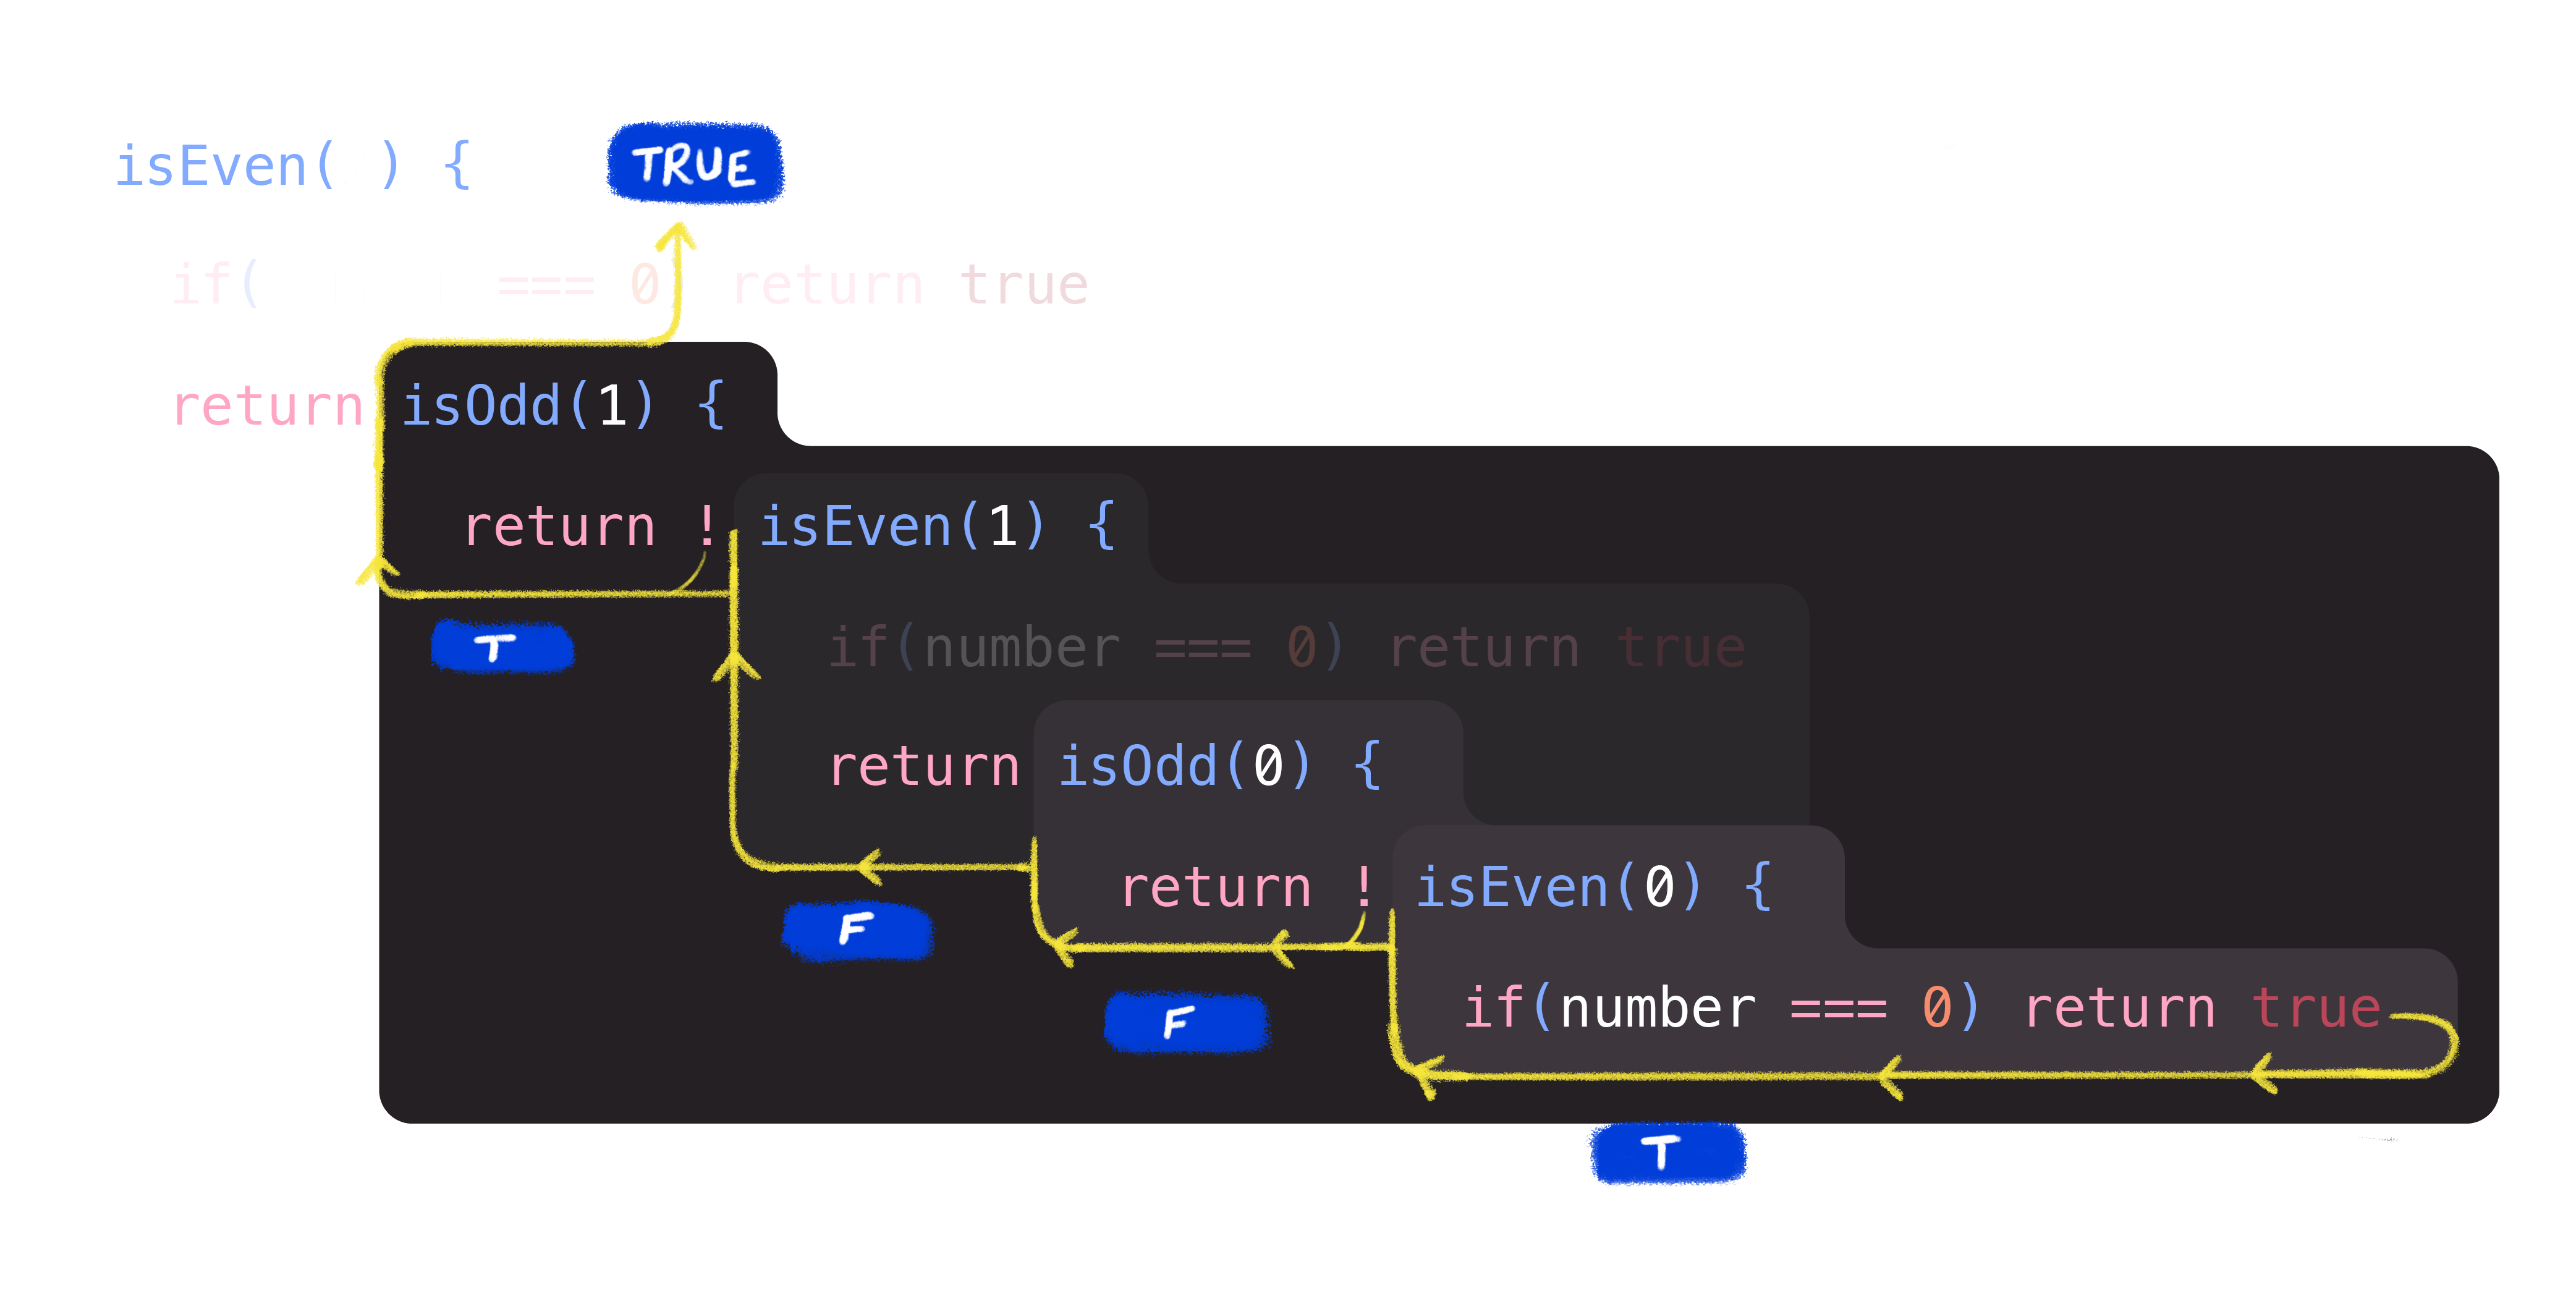 isEven( ) {
TRUE
if( === 0 return true
return isOdd(1) {
return ! isEven(1) {
T
if(number === 0) return true
return isOdd(0) {
return ! isEven(0) {
F
F
if(number === 0) return true
T